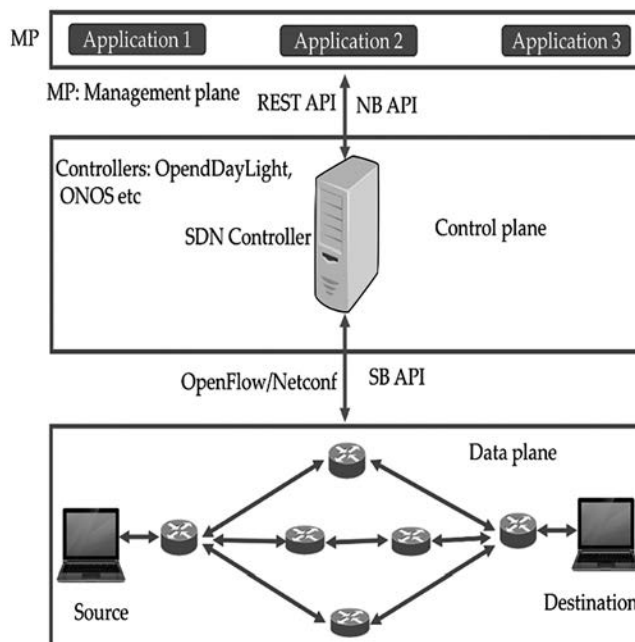 MP
Application 1
Application 2
Application 3
MP: Management plane
REST API
NB API
Controllers: OpendDayLight,
ONOS etc
SDN Controller
Control plane
OpenFlow/Netconf
SB API
Data plane
Source
Destination